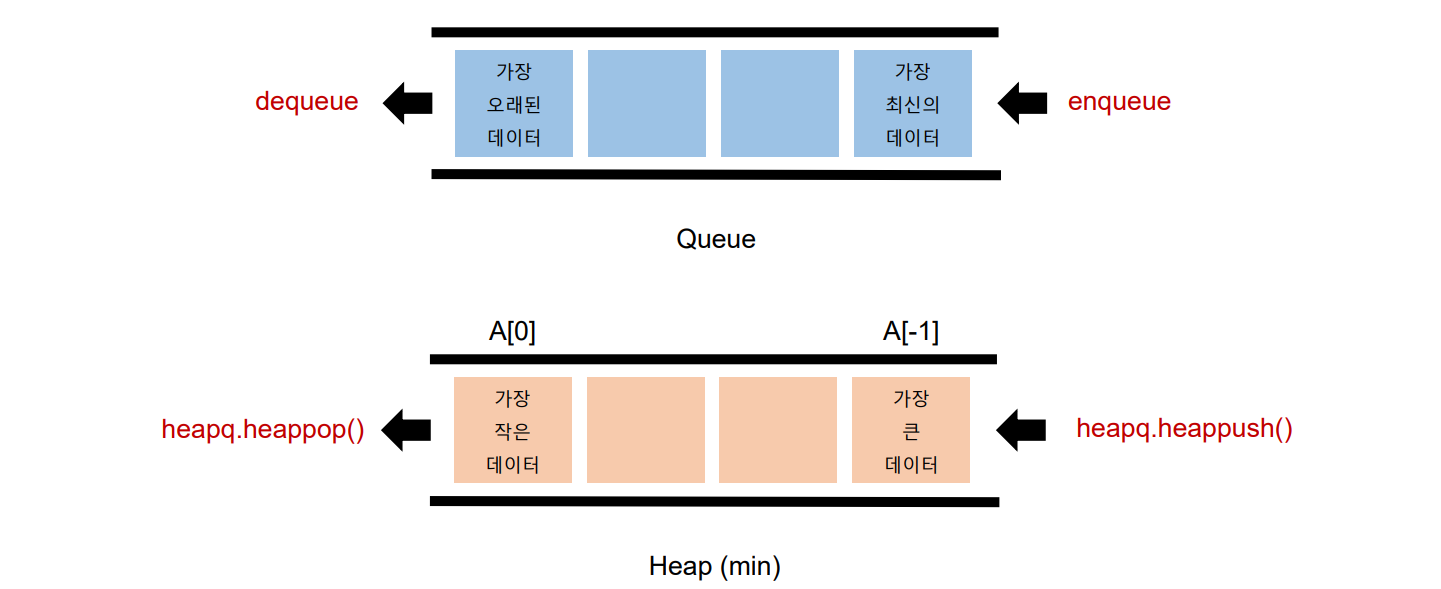 가장
오래된
데이터
가장
최신의
데이터
dequeue
enqueue
Queue
A[0]
A[-1]
가장
작은
데이터
가장
큰
데이터
heapq.heappop()
heapq.heappush()
Heap (min)